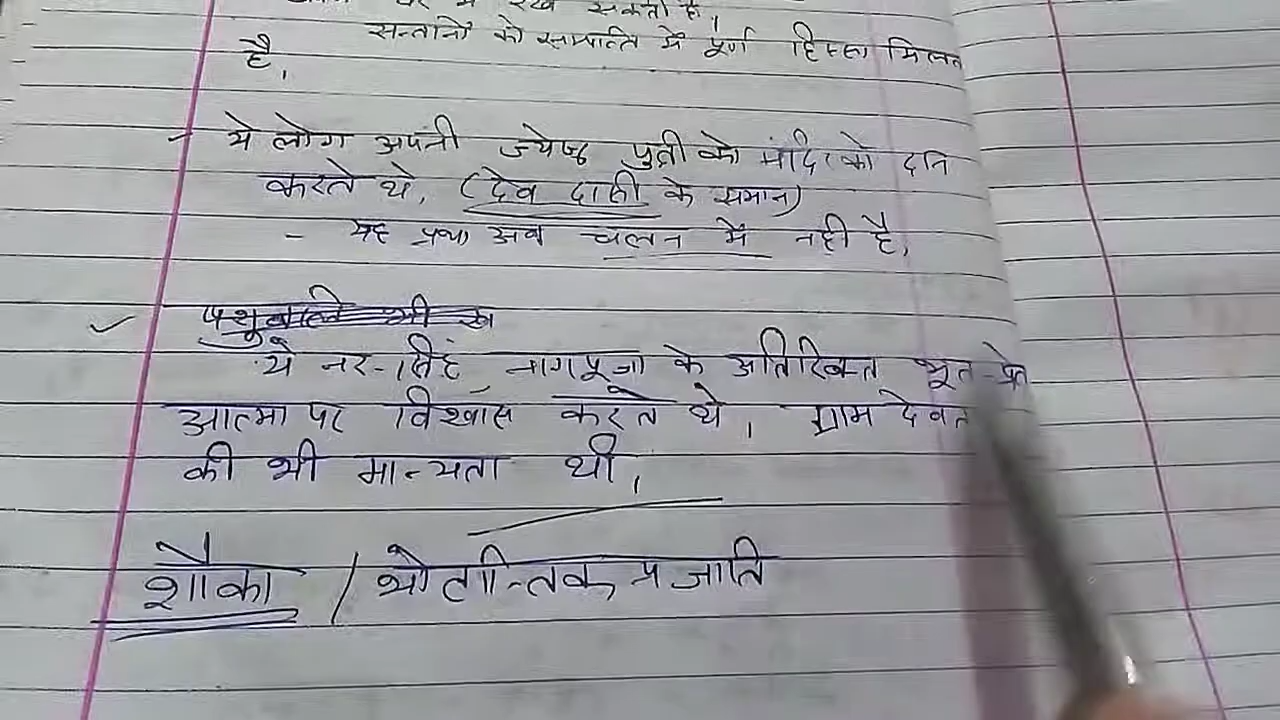 सन्तानों को सम्पत्ति में पूर्ण हिस्सा मिलता
है।
- ये लोग अपनी ज्येष्ठ पुत्री को मंदिर को दान
करते थे, (देव दासी के समान)
- यह प्रथा अब चलन में नही है,
ये नर-सिंह नागपूजा के अतिरिक्त भूत-प्रे
आत्मा पर विश्वास करते थे। ग्राम देवत
की भी मान्यता थी।
शौका / भोटान्तिक प्रजाति